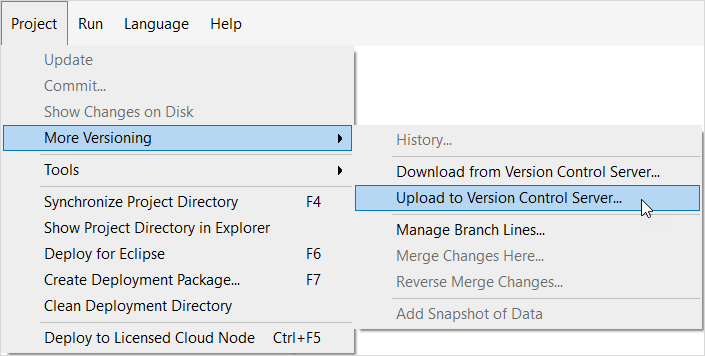 Project Run Language Help
Update
Commit...
Show Changes on Disk
More Versioning
Tools
Synchronize Project Directory F4
Show Project Directory in Explorer
Deploy for Eclipse F6
Create Deployment Package... F7
Clean Deployment Directory
Deploy to Licensed Cloud Node Ctrl+F5
History...
Download from Version Control Server...
Upload to Version Control Server...
Manage Branch Lines...
Merge Changes Here...
Reverse Merge Changes...
Add Snapshot of Data